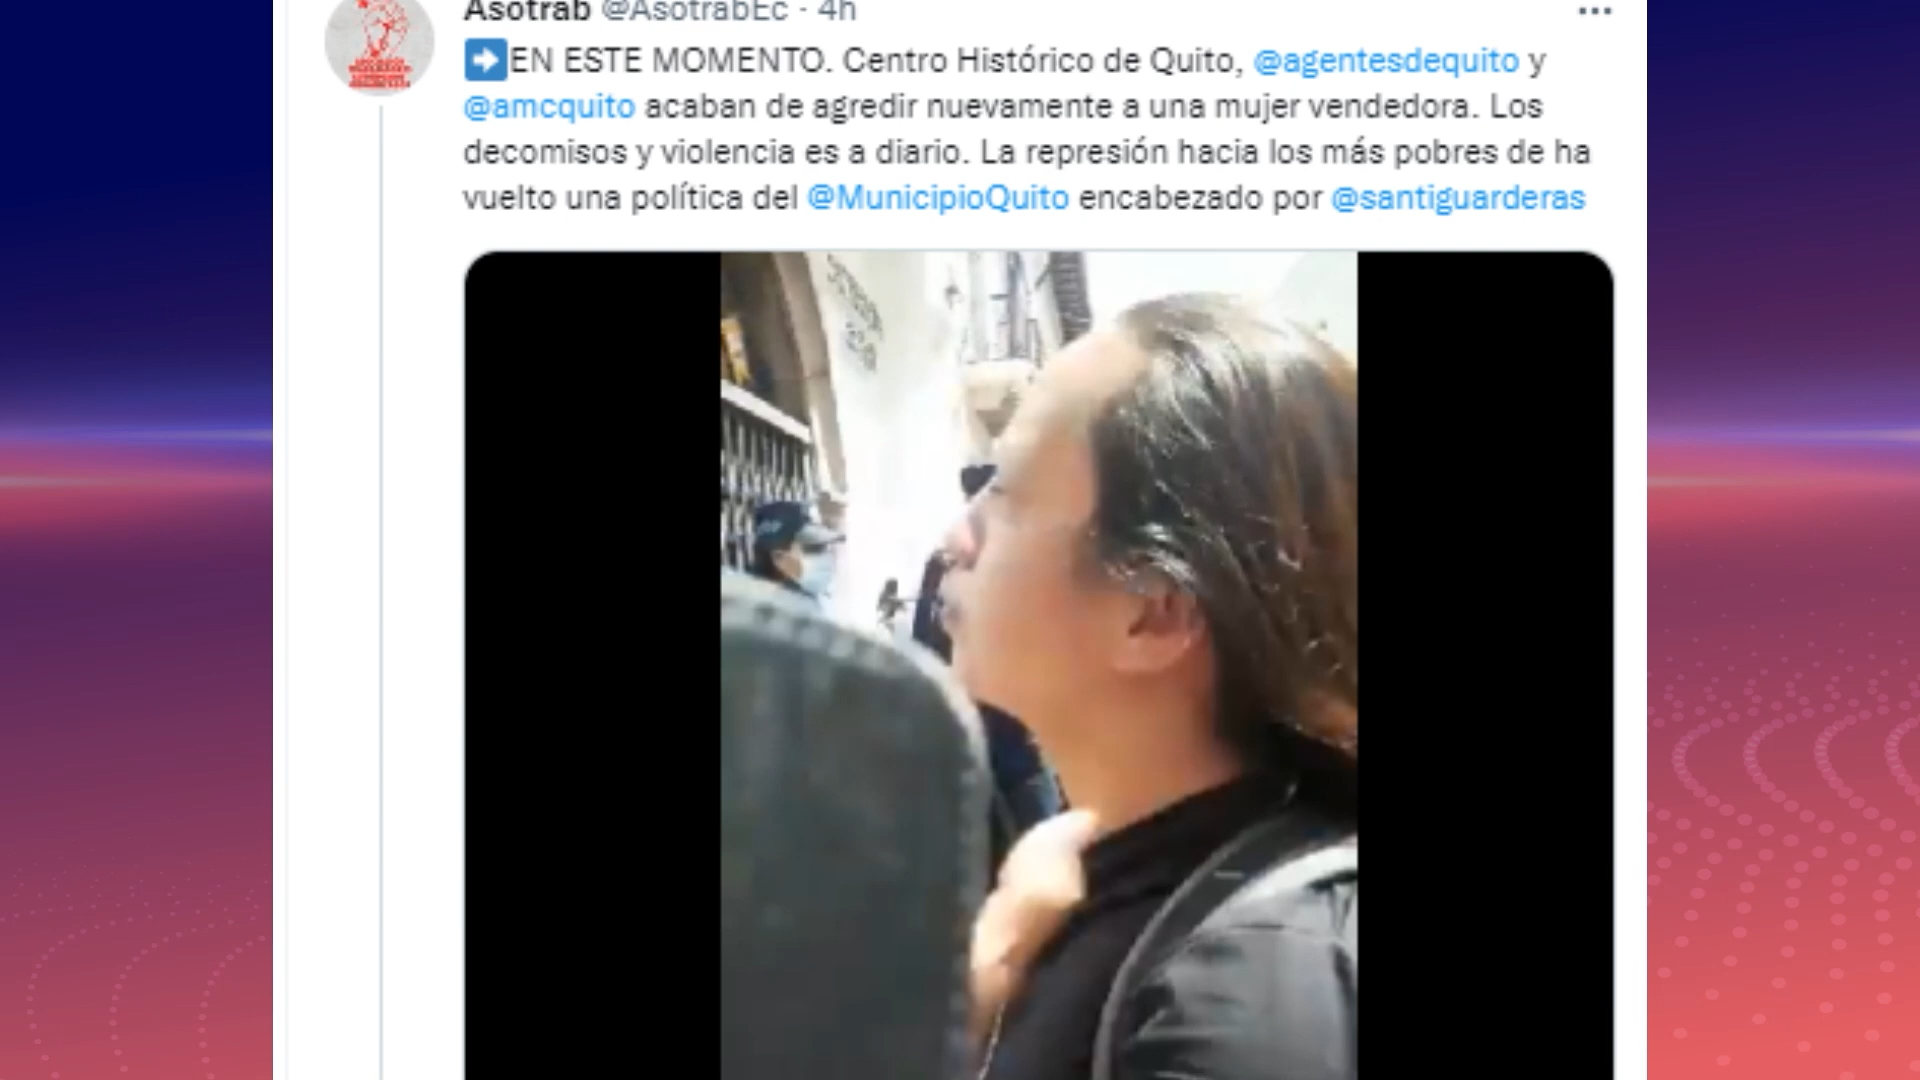 Asotrab @AsotrabEc · 4h
➡EN ESTE MOMENTO. Centro Histórico de Quito, @agentesdequito y
@amcquito acaban de agredir nuevamente a una mujer vendedora. Los
decomisos y violencia es a diario. La represión hacia los más pobres de ha
vuelto una política del @MunicipioQuito encabezado por @santiguarderas